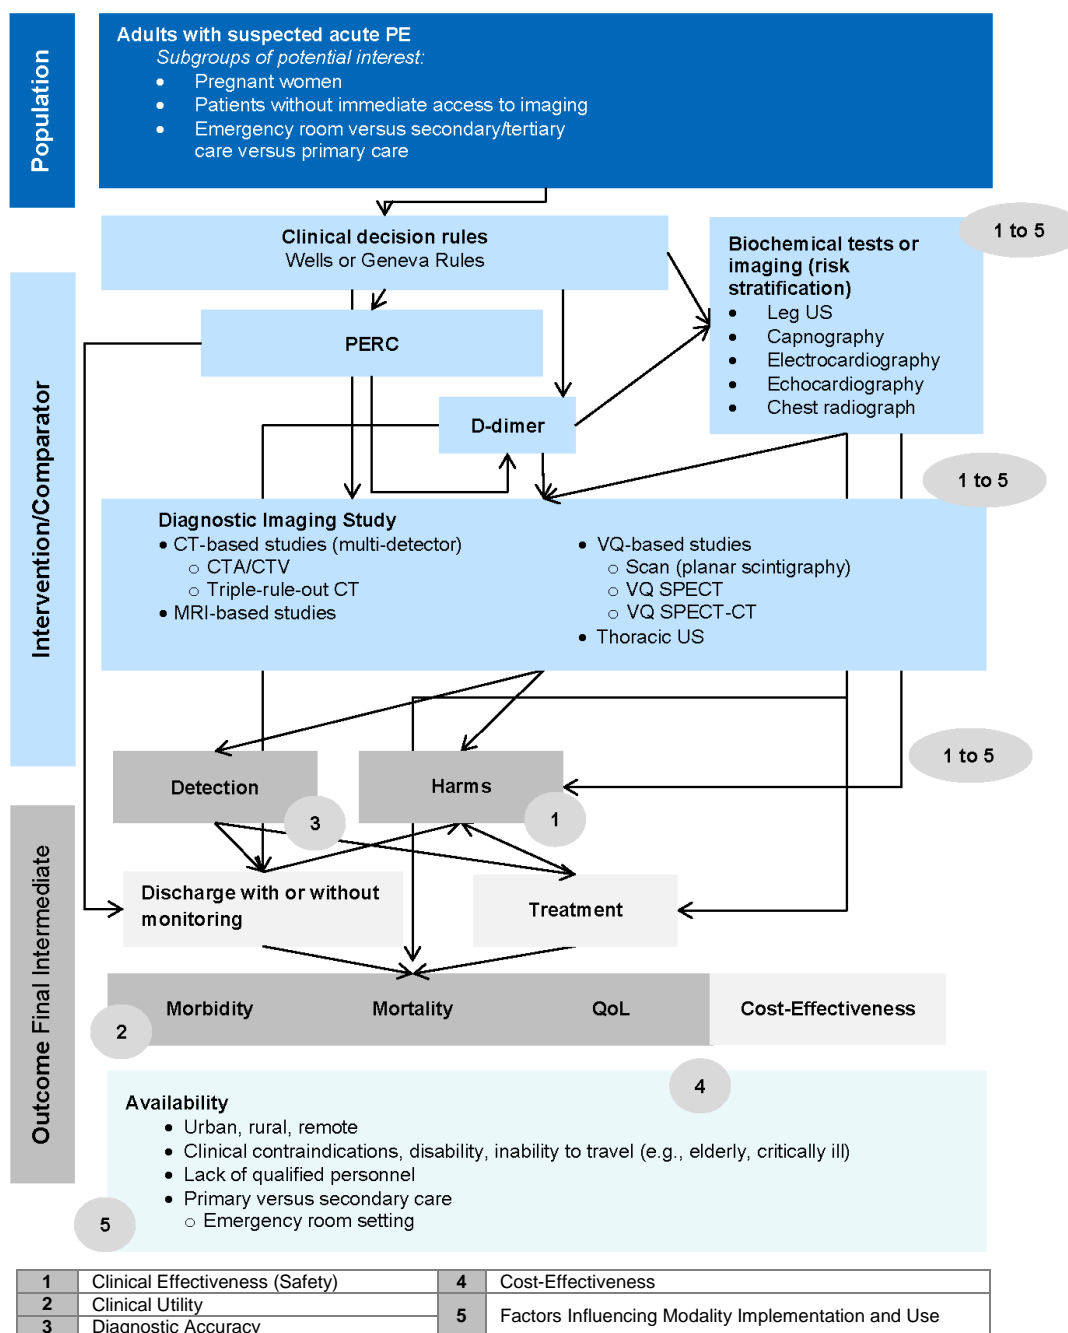 Population
Adults with suspected acute PE
Subgroups of potential interest:
• Pregnant women
• Patients without immediate access to imaging
• Emergency room versus secondary/tertiary
care versus primary care
Intervention/Comparator
Clinical decision rules
Wells or Geneva Rules
1 to 5
Biochemical tests or
imaging (risk
stratification)
• Leg US
• Capnography
• Electrocardiography
• Echocardiography
• Chest radiograph
PERC
D-dimer
1 to 5
Diagnostic Imaging Study
• CT-based studies (multi-detector)
○ CTA/CTV
○ Triple-rule-out CT
• MRI-based studies
• VQ-based studies
○ Scan (planar scintigraphy)
○ VQ SPECT
○ VQ SPECT-CT
• Thoracic US
1 to 5
Outcome Final Intermediate
Detection
3
Harms
1
Discharge with or without
monitoring
Treatment
Morbidity
Mortality
QoL
Cost-Effectiveness
2
4
Availability
• Urban, rural, remote
• Clinical contraindications, disability, inability to travel (e.g., elderly, critically ill)
• Lack of qualified personnel
• Primary versus secondary care
○ Emergency room setting
5
1 Clinical Effectiveness (Safety)
2 Clinical Utility
3 Diagnostic Accuracy
4 Cost-Effectiveness
5 Factors Influencing Modality Implementation and Use